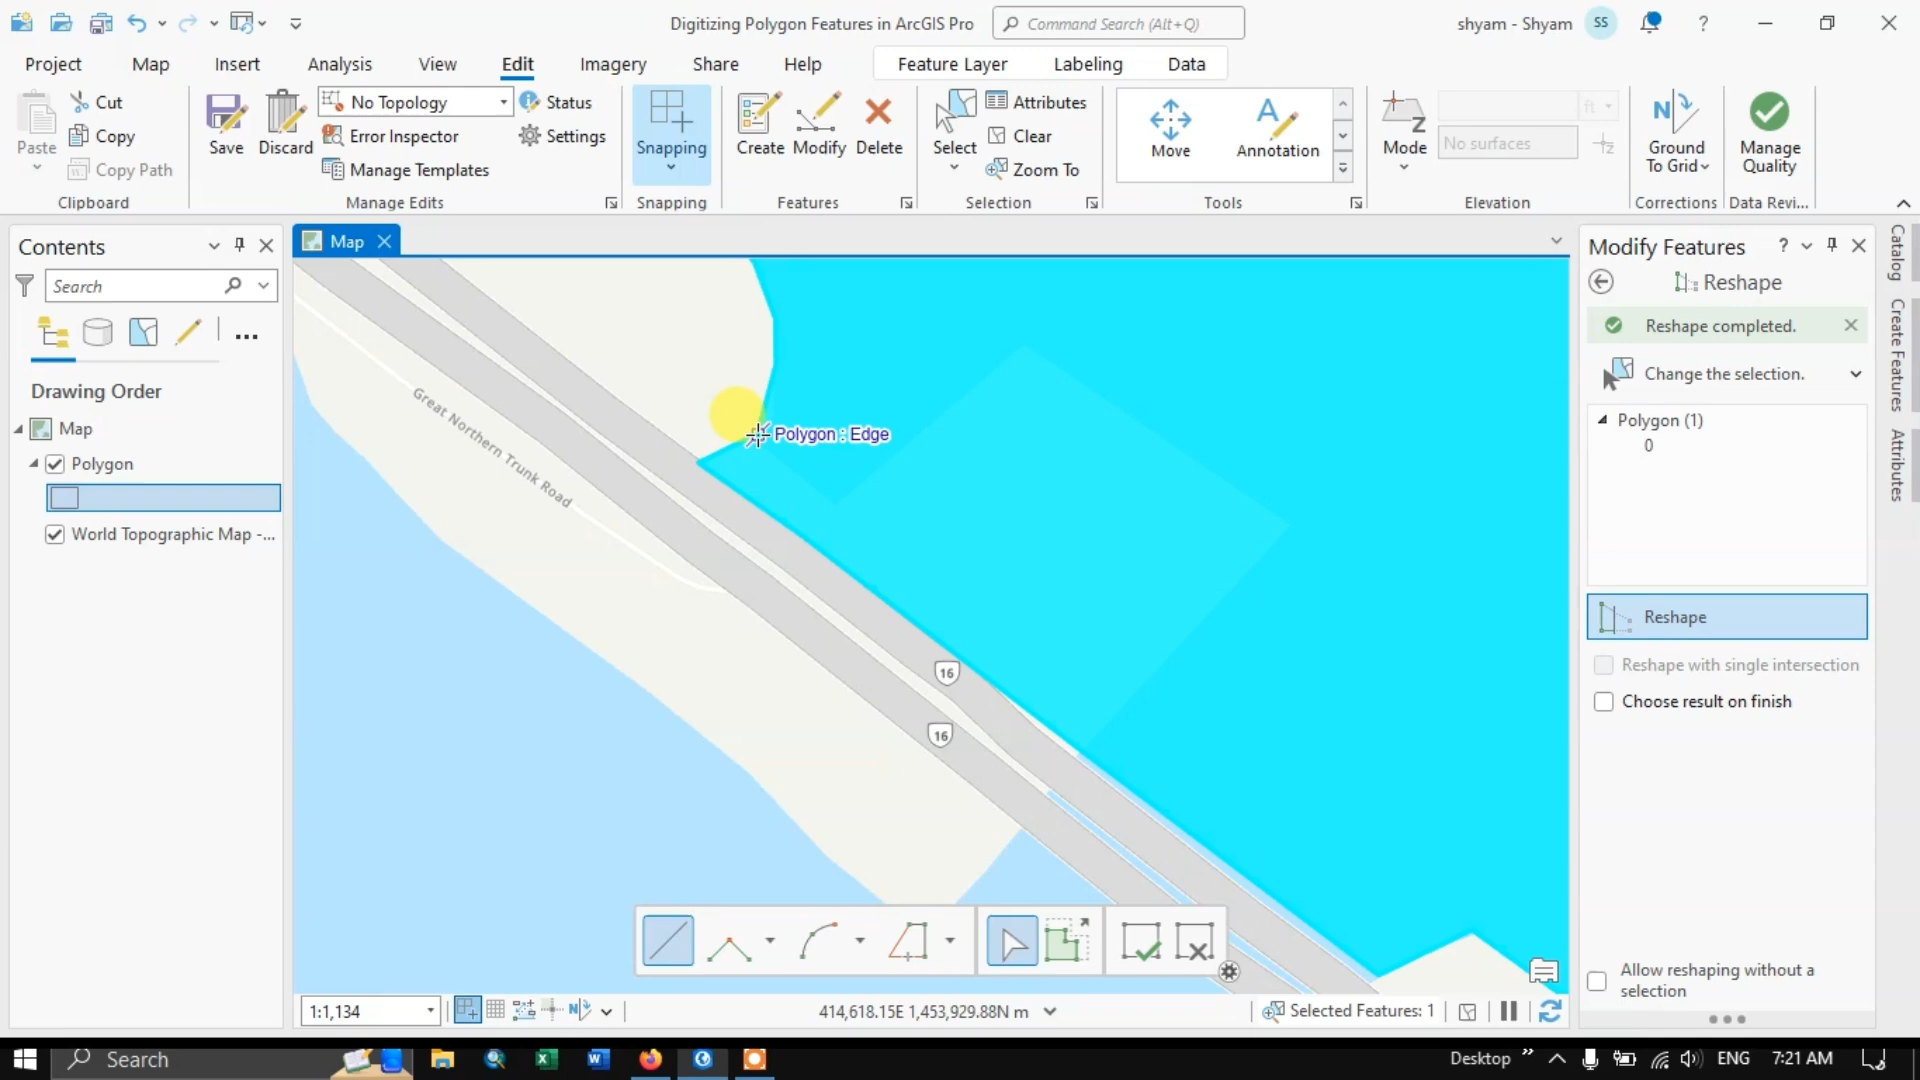 Digitizing Polygon Features in ArcGIS Pro
Command Search (Alt+Q)
shyam - Shyam
SS
?
Project
Map
Insert
Analysis
View
Edit
Imagery
Share
Help
Feature Layer
Labeling
Data
Paste
Cut
Copy
Copy Path
Clipboard
Save
Discard
No Topology
Status
Error Inspector
Settings
Manage Templates
Manage Edits
Snapping
Snapping
Create
Modify
Delete
Features
Select
Attributes
Clear
Zoom To
Selection
Move
Annotation
Tools
Mode
ft
No surfaces
Elevation
Ground
To Grid
Corrections
Manage
Quality
Data Revi...
Contents
Search
Drawing Order
Map
Polygon
World Topographic Map -...
Map
Great Northern Trunk Road
Polygon : Edge
16
16
1:1,134
414,618.15E 1,453,929.88N m
Selected Features: 1
Modify Features
?
Reshape
Reshape completed.
Change the selection.
Polygon (1)
0
Reshape
Reshape with single intersection
Choose result on finish
Allow reshaping without a
selection
Catalog
Create Features
Attributes
Search
Desktop
ENG
7:21 AM